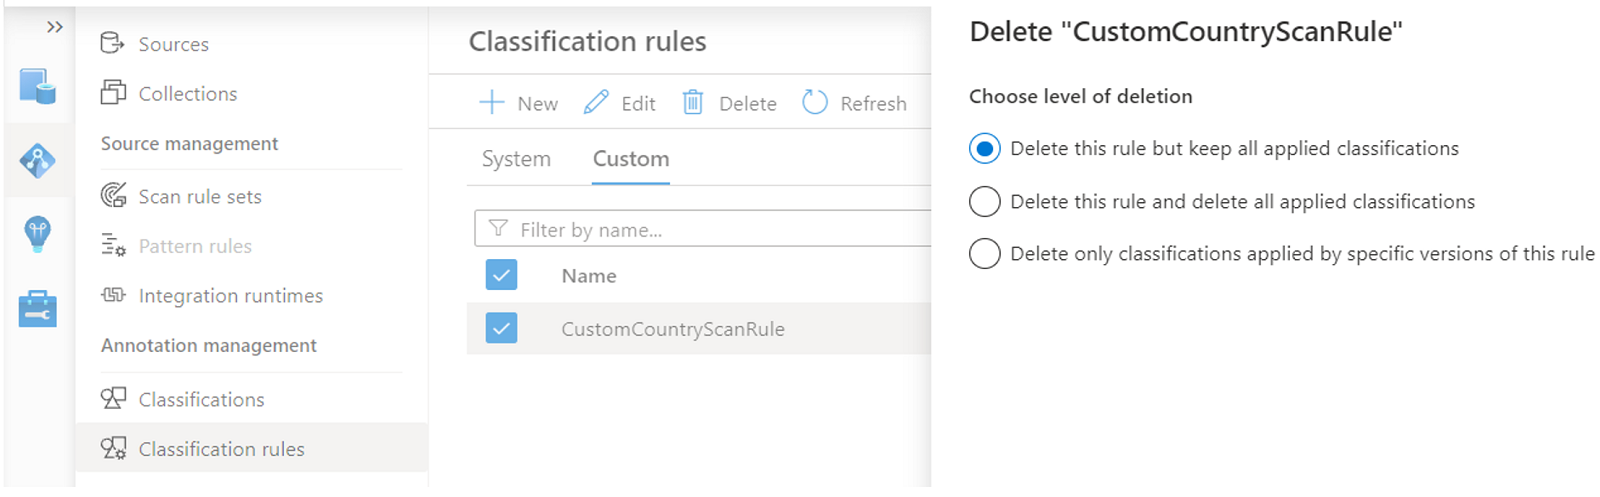 Sources
Collections
Source management
Scan rule sets
Pattern rules
Integration runtimes
Annotation management
Classifications
Classification rules
Classification rules
New Edit Delete Refresh
System Custom
Filter by name...
Name
CustomCountryScanRule
Delete "CustomCountryScanRule"
Choose level of deletion
Delete this rule but keep all applied classifications
Delete this rule and delete all applied classifications
Delete only classifications applied by specific versions of this rule